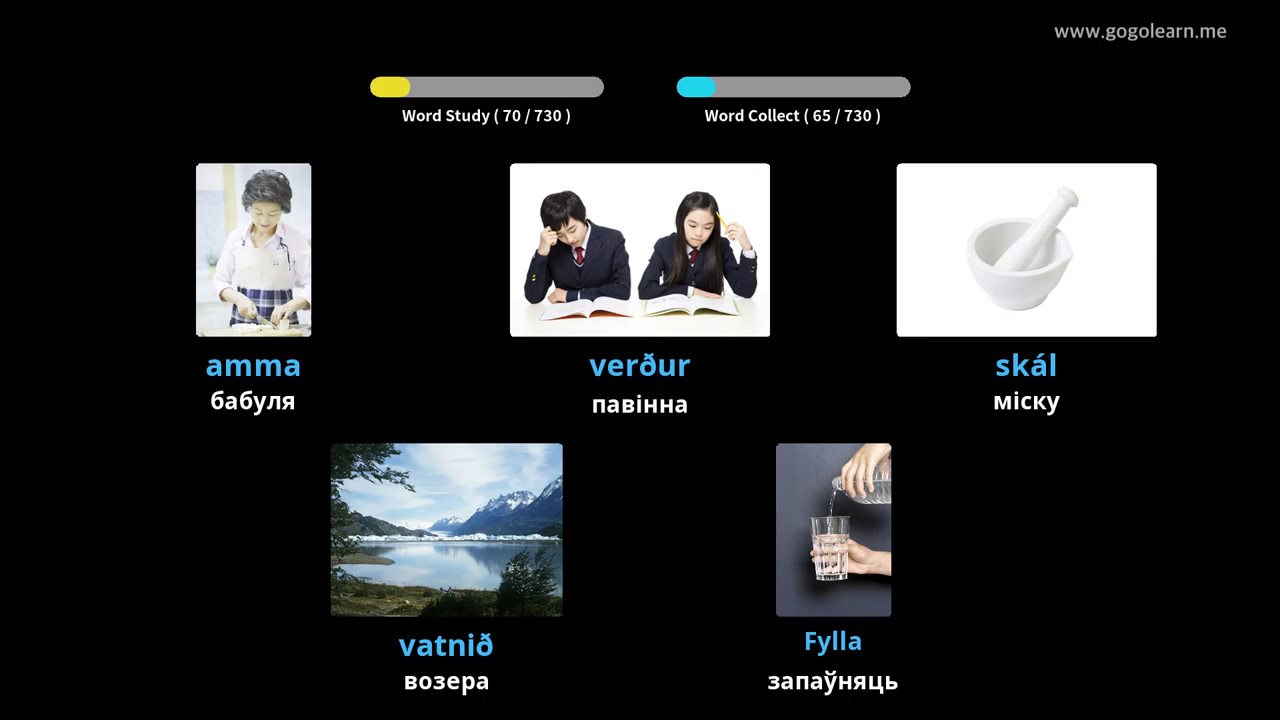 www.gogolearn.me
Word Study ( 70 / 730 )
Word Collect ( 65 / 730 )
amma
бабуля
verður
павінна
skál
міску
vatnið
возера
Fylla
запаўняць